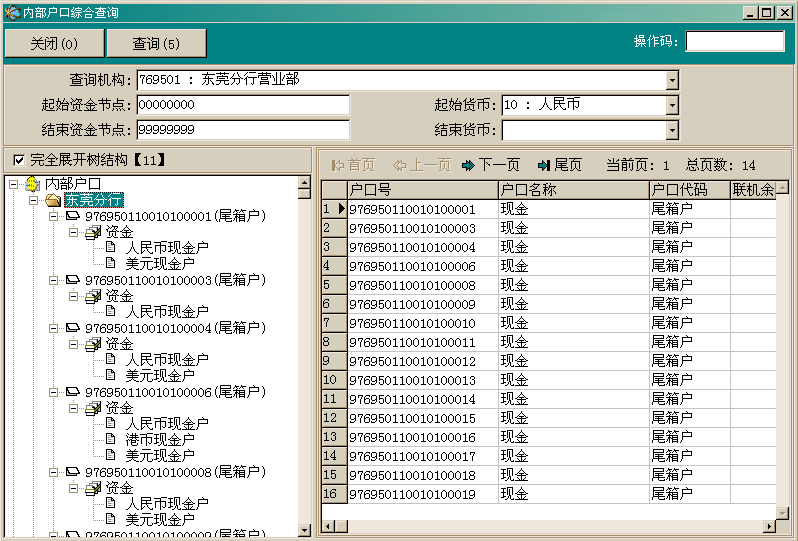 内部户口综合查询
关闭(0) 查询(5) 操作码:
查询机构: 769501 : 东莞分行营业部
起始资金节点: 00000000 起始货币: 10 : 人民币
结束资金节点: 99999999 结束货币:
完全展开树结构【11】
内部户口
东莞分行
976950110010100001(尾箱户)
资金
人民币现金户
美元现金户
976950110010100003(尾箱户)
资金
人民币现金户
976950110010100004(尾箱户)
资金
人民币现金户
美元现金户
976950110010100006(尾箱户)
资金
人民币现金户
港币现金户
美元现金户
976950110010100008(尾箱户)
资金
人民币现金户
美元现金户
976950110010100009(尾箱户)
首页 上一页 下一页 尾页 当前页: 1 总页数: 14
户口号 户口名称 户口代码 联机余
1 976950110010100001 现金 尾箱户
2 976950110010100003 现金 尾箱户
3 976950110010100004 现金 尾箱户
4 976950110010100006 现金 尾箱户
5 976950110010100008 现金 尾箱户
6 976950110010100009 现金 尾箱户
7 976950110010100010 现金 尾箱户
8 976950110010100011 现金 尾箱户
9 976950110010100012 现金 尾箱户
10 976950110010100013 现金 尾箱户
11 976950110010100014 现金 尾箱户
12 976950110010100015 现金 尾箱户
13 976950110010100016 现金 尾箱户
14 976950110010100017 现金 尾箱户
15 976950110010100018 现金 尾箱户
16 976950110010100019 现金 尾箱户